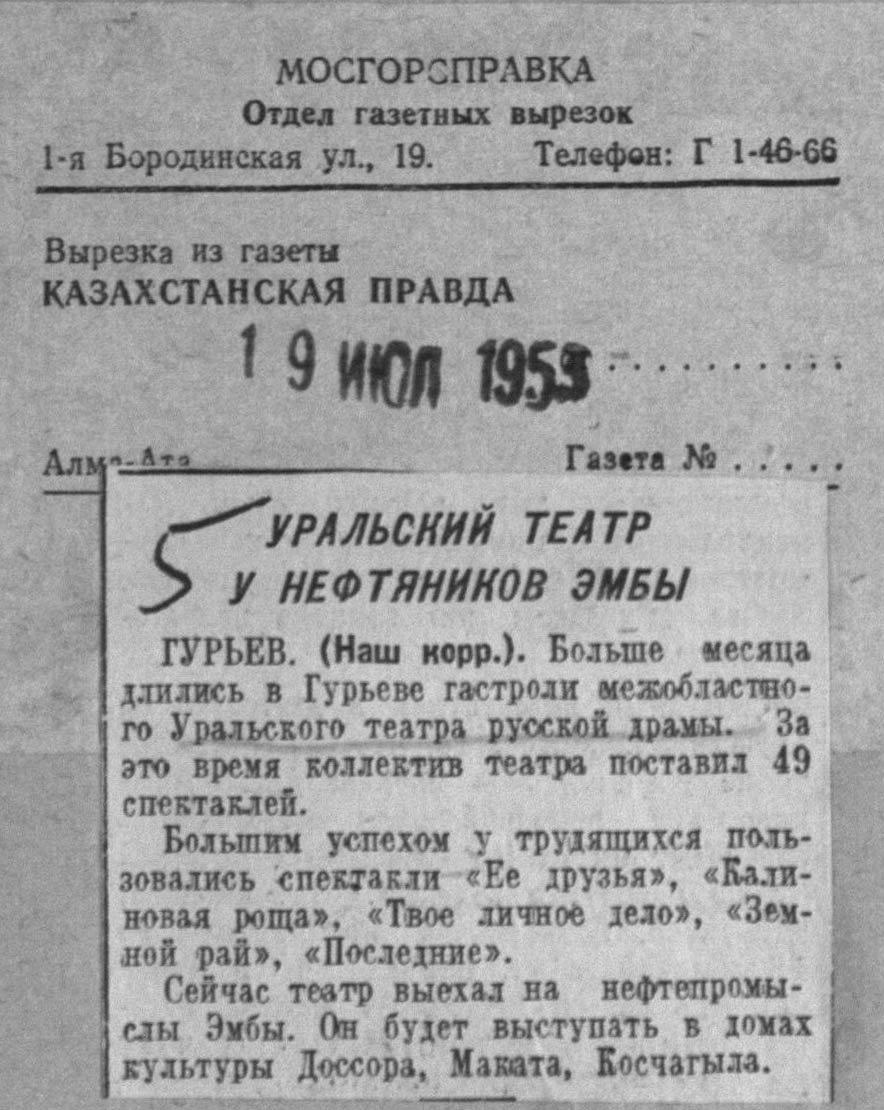 МОСГОРСПРАВКА
Отдел газетных вырезок
1-я Бородинская ул., 19. Телефон: Г 1-46-66
Вырезка из газеты
КАЗАХСТАНСКАЯ ПРАВДА
19 ИЮЛ 1953 . . . . . . . . . .
Алма-Ата Газета № . . . . .
5 УРАЛЬСКИЙ ТЕАТР
У НЕФТЯНИКОВ ЭМБЫ
ГУРЬЕВ. (Наш корр.). Больше месяца
длились в Гурьеве гастроли межобластно-
го Уральского театра русской драмы. За
это время коллектив театра поставил 49
спектаклей.
Большим успехом у трудящихся поль-
зовались спектакли «Ее друзья», «Кали-
новая роща», «Твое личное дело», «Зем-
ной рай», «Последние».
Сейчас театр выехал на нефтепромы-
слы Эмбы. Он будет выступать в домах
культуры Доссора, Маката, Косчагыла.